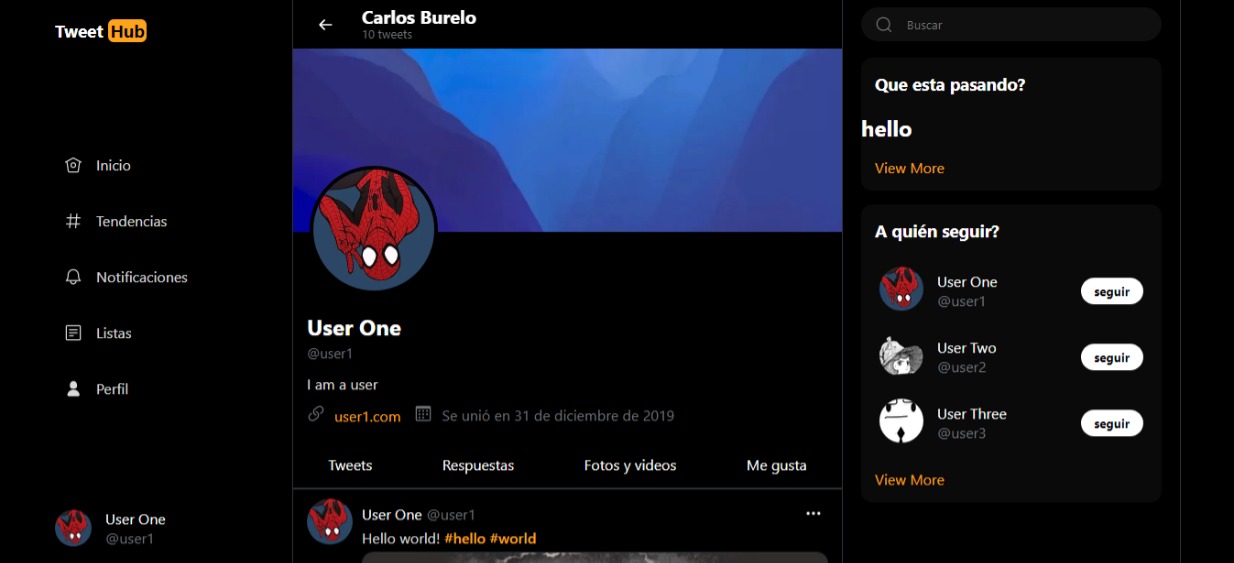 Tweet Hub
Inicio
Tendencias
Notificaciones
Listas
Perfil
User One
@user1
Carlos Burelo
10 tweets
User One
@user1
I am a user
user1.com Se unió en 31 de diciembre de 2019
Tweets Respuestas Fotos y videos Me gusta
User One @user1
Hello world! #hello #world
Buscar
Que esta pasando?
hello
View More
A quién seguir?
User One
@user1
seguir
User Two
@user2
seguir
User Three
@user3
seguir
View More